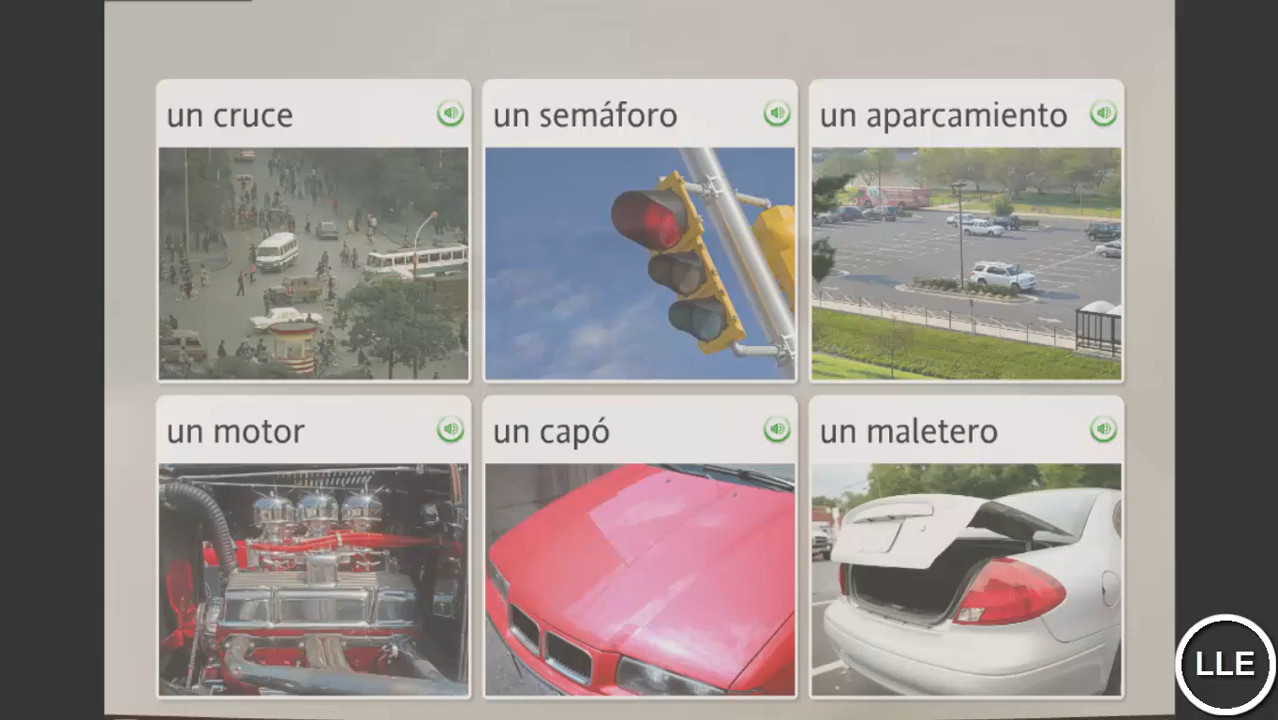 un cruce
un semáforo
un aparcamiento
un motor
un capó
un maletero
LLE